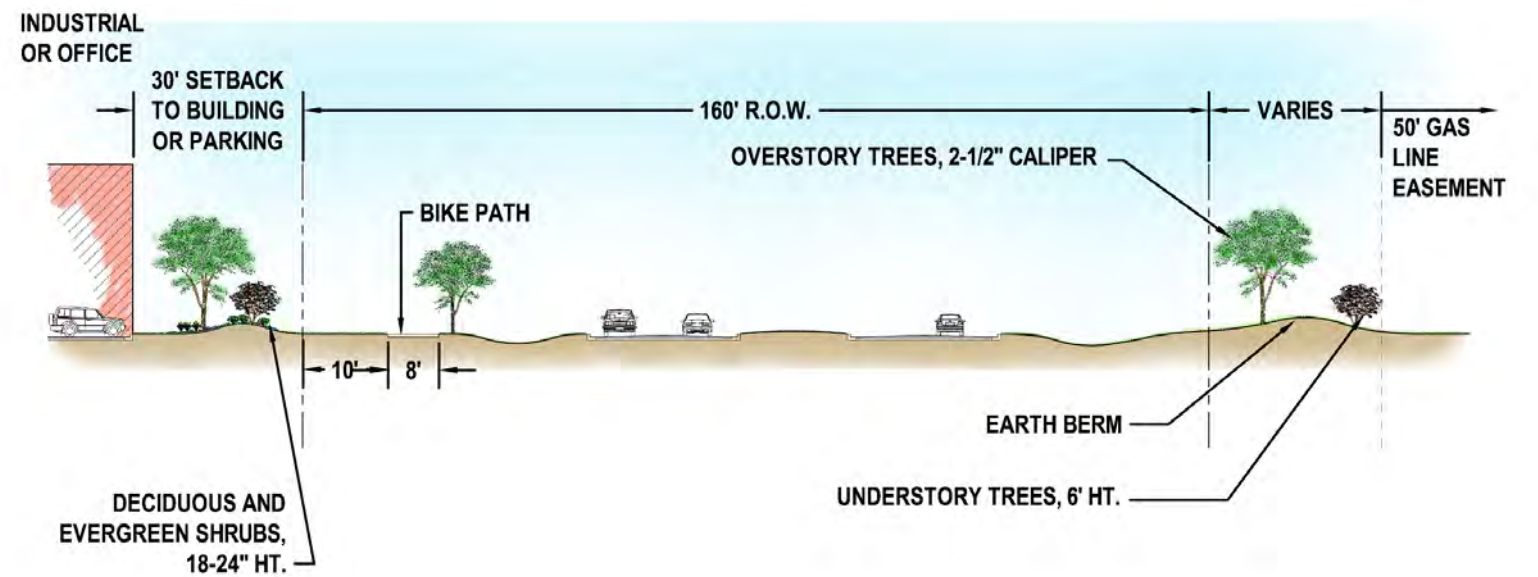 INDUSTRIAL
OR OFFICE
30' SETBACK
TO BUILDING
OR PARKING
160' R.O.W.
VARIES
50' GAS
LINE
EASEMENT
OVERSTORY TREES, 2-1/2" CALIPER
BIKE PATH
10'
8'
EARTH BERM
UNDERSTORY TREES, 6' HT.
DECIDUOUS AND
EVERGREEN SHRUBS,
18-24" HT.